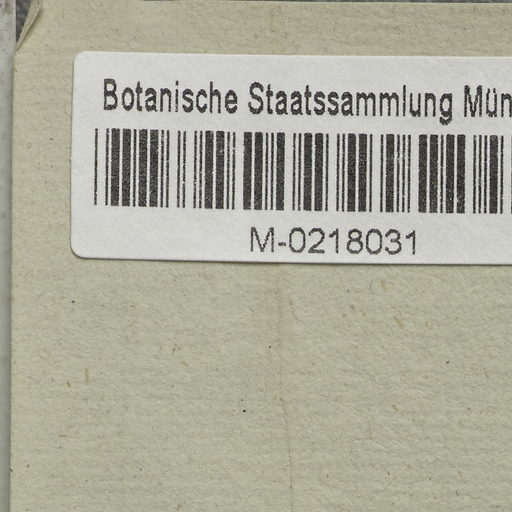 Botanische Staatssammlung Mün
M-0218031